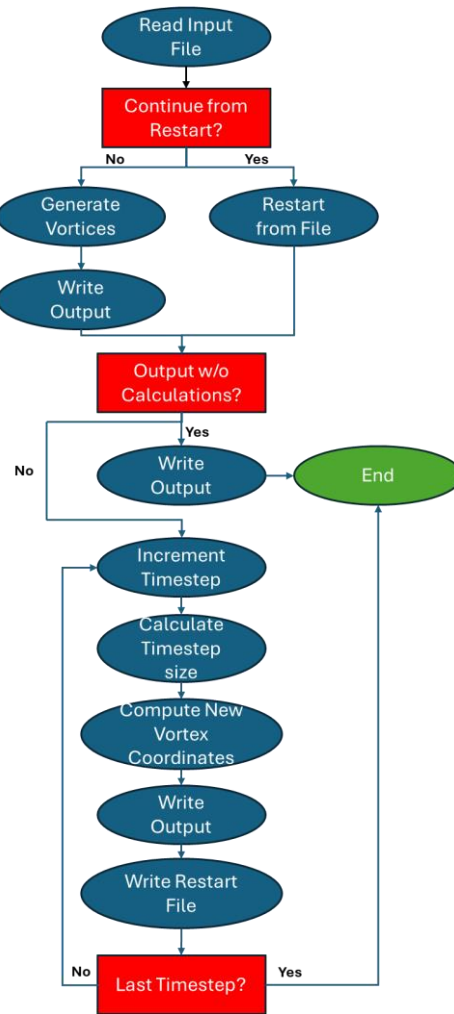 Read Input
File
Continue from
Restart?
No
Yes
Generate
Vortices
Restart
from File
Write
Output
Output w/o
Calculations?
Yes
No
Write
Output
End
Increment
Timestep
Calculate
Timestep
size
Compute New
Vortex
Coordinates
Write
Output
Write Restart
File
No
Last Timestep?
Yes